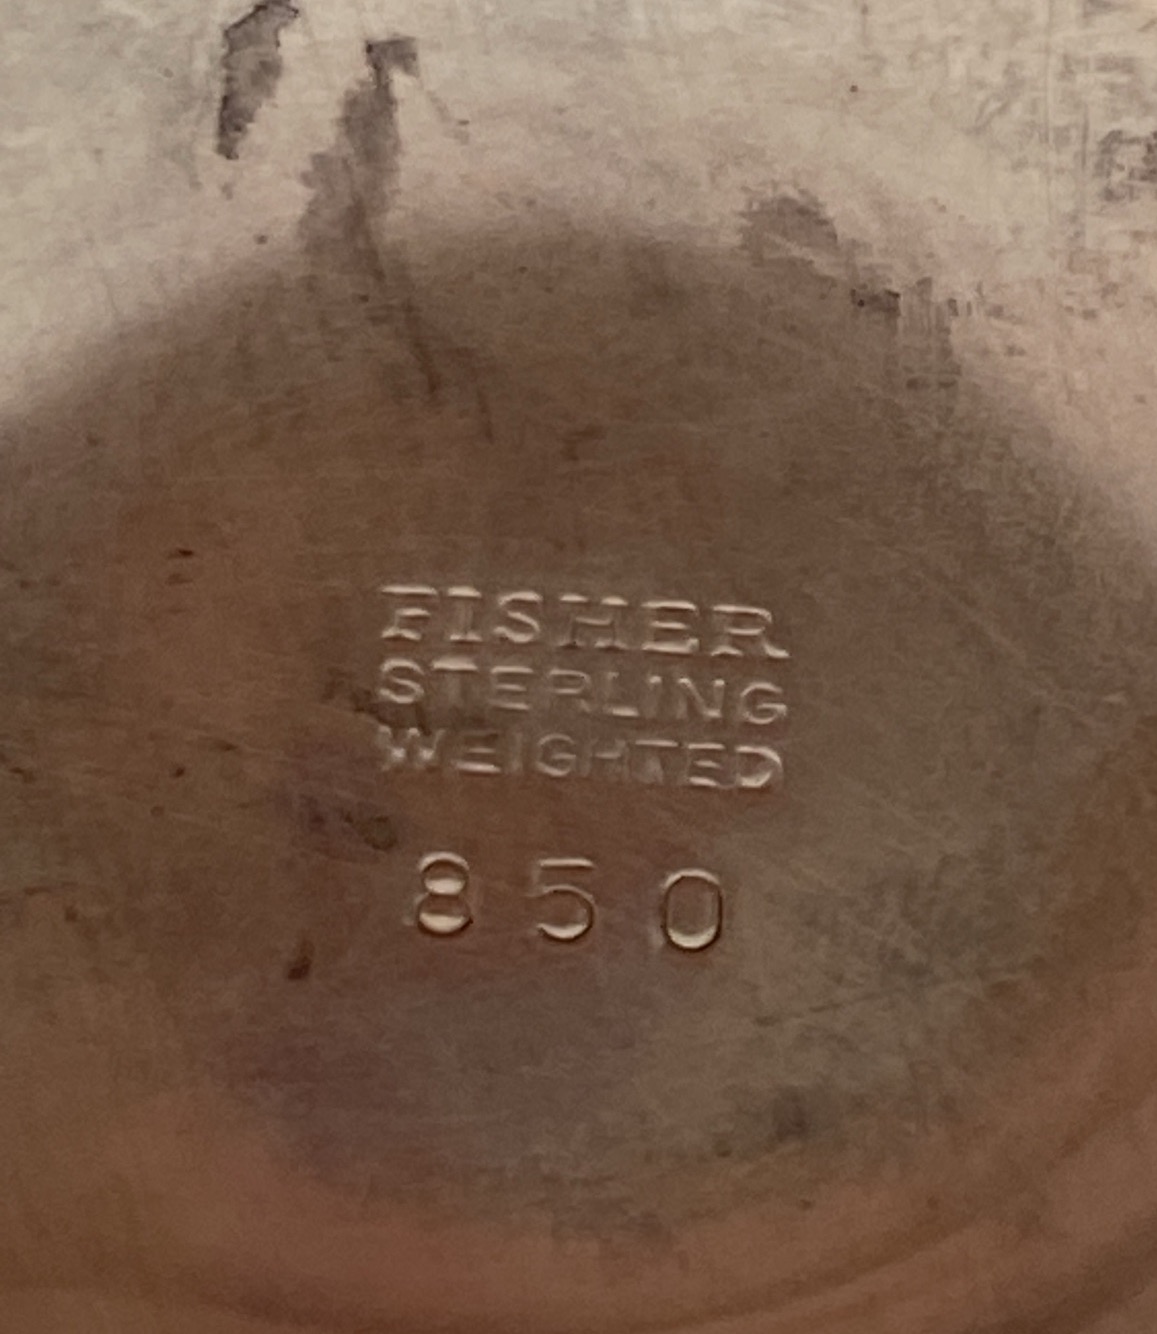 FISHER
STERLING
WEIGHTED
850